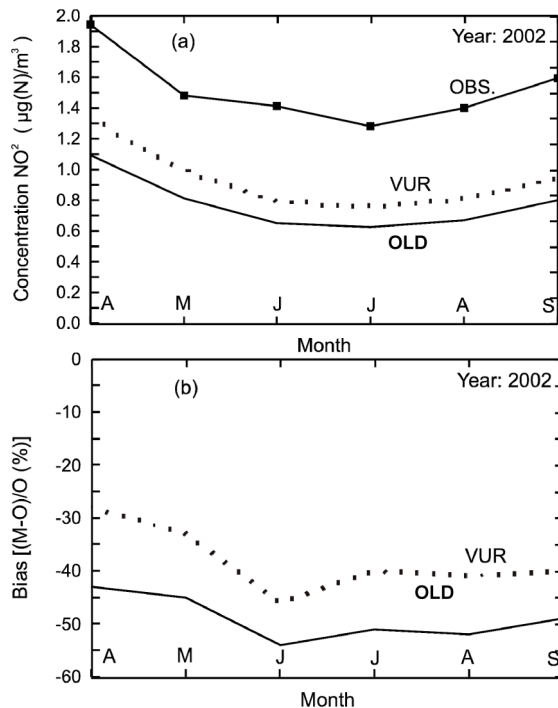 2.0
(a)
Year: 2002
1.8
1.6
OBS.
1.4
1.2
1.0
VUR
0.8
0.6
OLD
0.4
0.2
0.0
A M J J A S
Concentration NO² ( µg(N)/m³ )
Month
0
(b)
Year: 2002
-10
-20
-30
VUR
-40
OLD
-50
-60
A M J J A S
Bias [(M-O)/O (%)]
Month